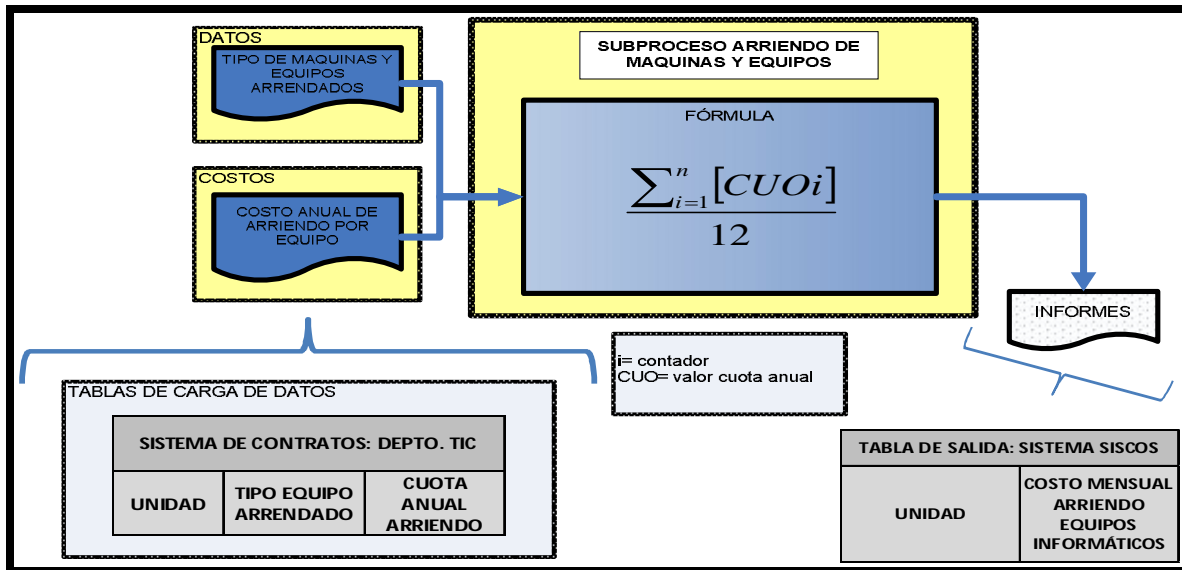 DATOS
TIPO DE MAQUINAS Y
EQUIPOS
ARRENDADOS
COSTOS
COSTO ANUAL DE
ARRIENDO POR
EQUIPO
SUBPROCESO ARRIENDO DE
MAQUINAS Y EQUIPOS
FÓRMULA
∑ⁿᵢ₌₁ [CUOi]
12
INFORMES
i= contador
CUO= valor cuota anual
TABLAS DE CARGA DE DATOS
SISTEMA DE CONTRATOS: DEPTO. TIC
UNIDAD
TIPO EQUIPO
ARRENDADO
CUOTA
ANUAL
ARRIENDO
TABLA DE SALIDA: SISTEMA SISCOS
UNIDAD
COSTO MENSUAL
ARRIENDO
EQUIPOS
INFORMÁTICOS